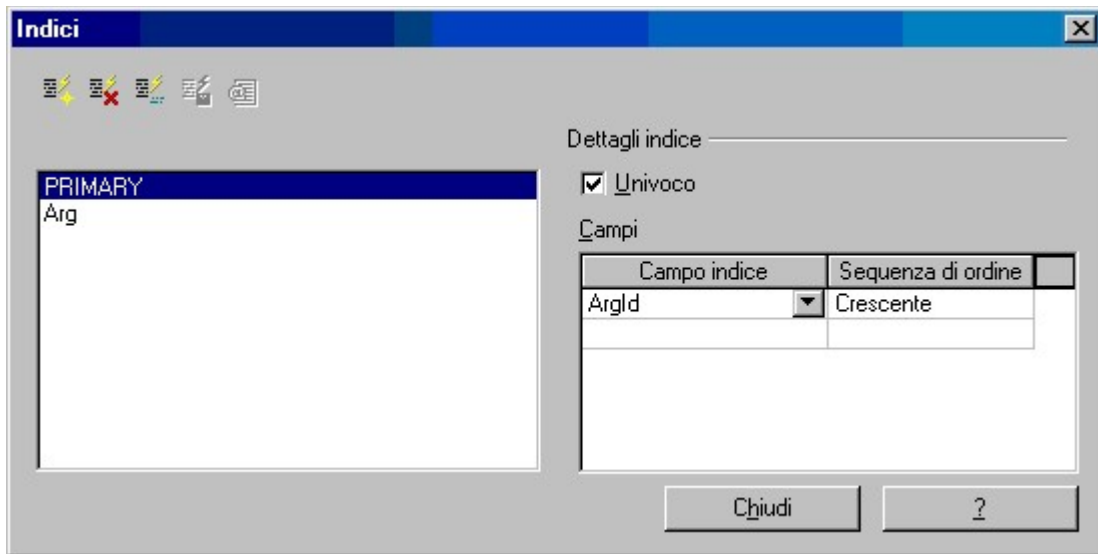 Indici
Dettagli indice
PRIMARY
Arg
Univoco
Campi
Campo indice Sequenza di ordine
ArgId Crescente
Chiudi ?